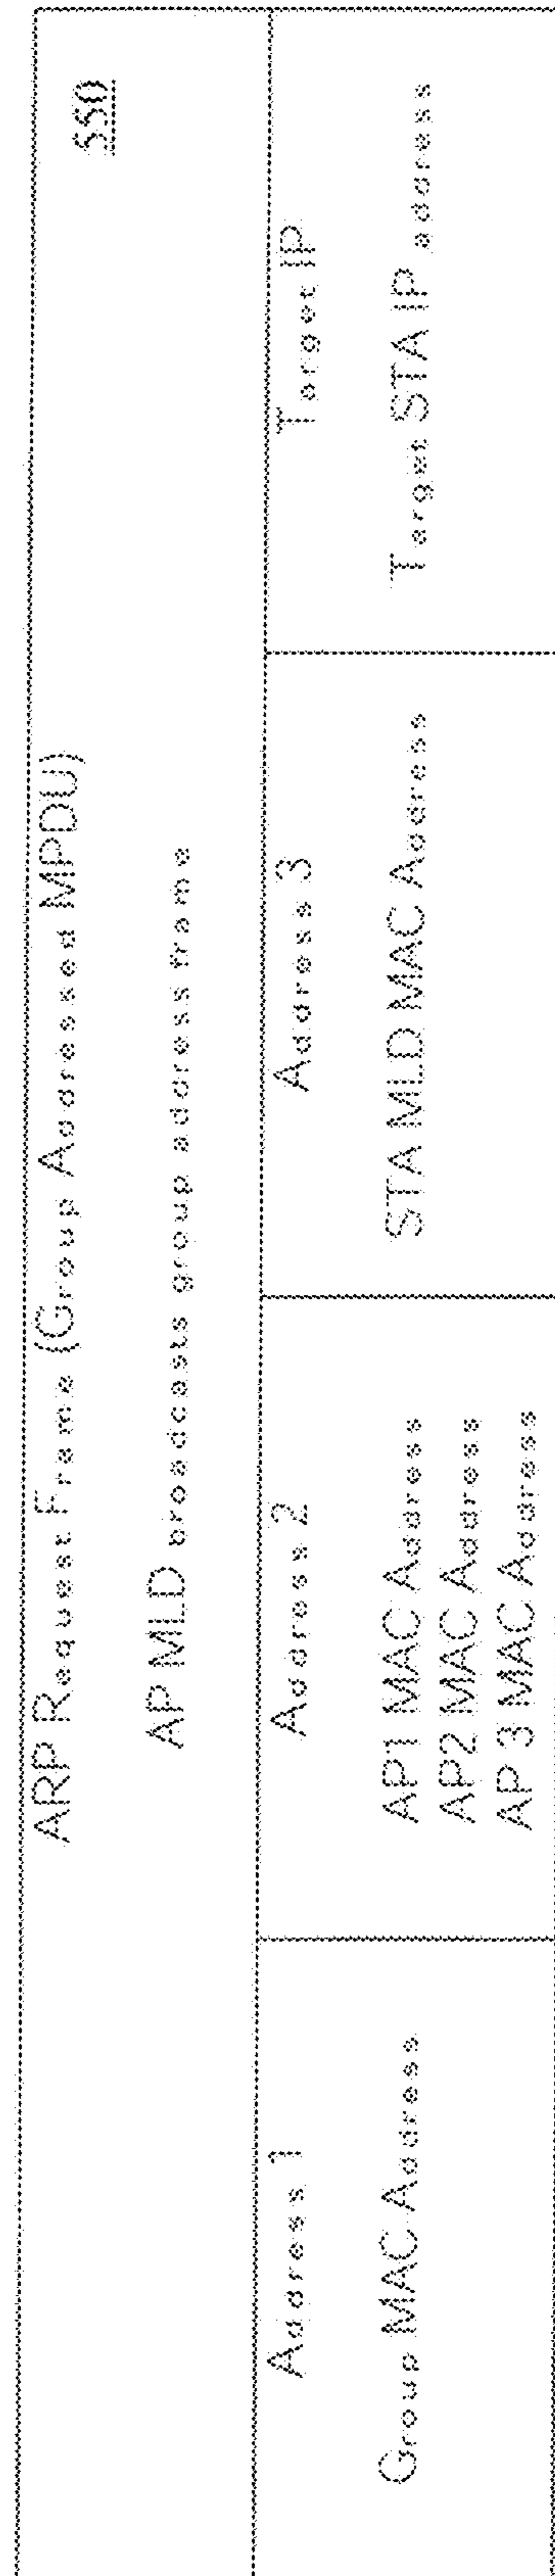 ARP Request Frame (Group Addressed MPDU)
550
AP MLD broadcasts group address frame
Address 1
Address 2
Address 3
Target IP
Group MAC Address
AP1 MAC Address
AP2 MAC Address
AP 3 MAC Address
STA MLD MAC Address
Target STA IP address